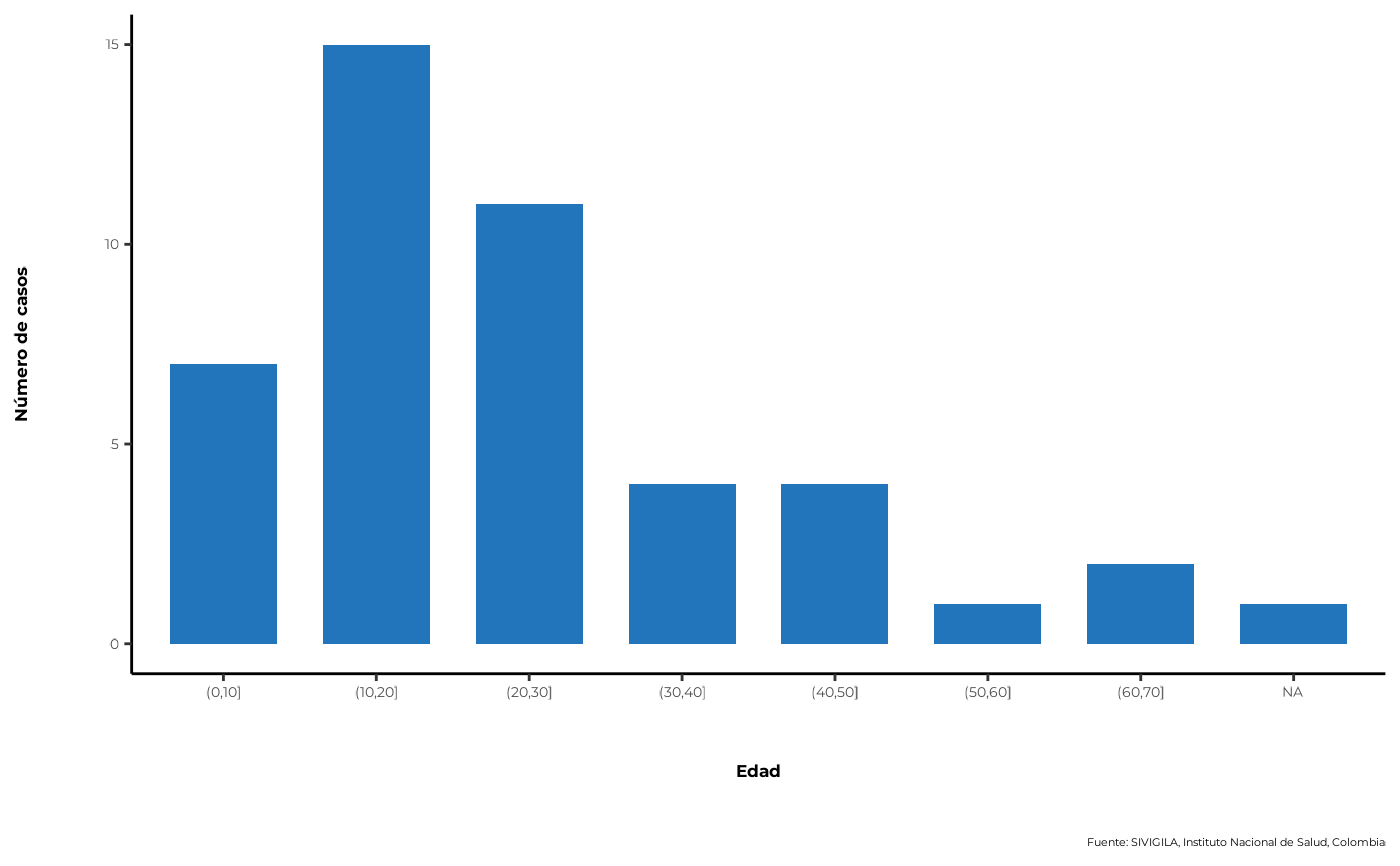 Número de casos
15
10
5
0
(0,10]
(10,20]
(20,30]
(30,40]
(40,50]
(50,60]
(60,70]
NA
Edad
Fuente: SIVIGILA, Instituto Nacional de Salud, Colombia